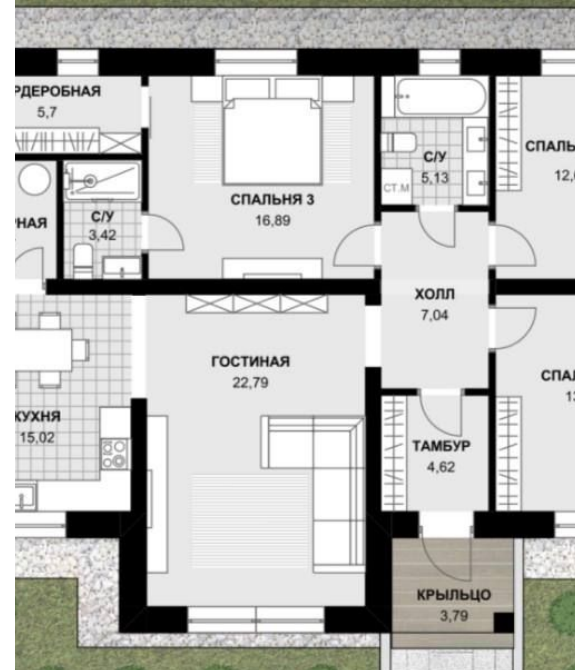 РДЕРОБНАЯ
5.7
СПАЛЬНЯ 3
16.89
С/У
5.13
СТ.М
СПАЛЬ
12.
С/У
3.42
РНАЯ
ХОЛЛ
7.04
ГОСТИНАЯ
22.79
СПАЛ
КУХНЯ
15.02
ТАМБУР
4.62
КРЫЛЬЦО
3.79